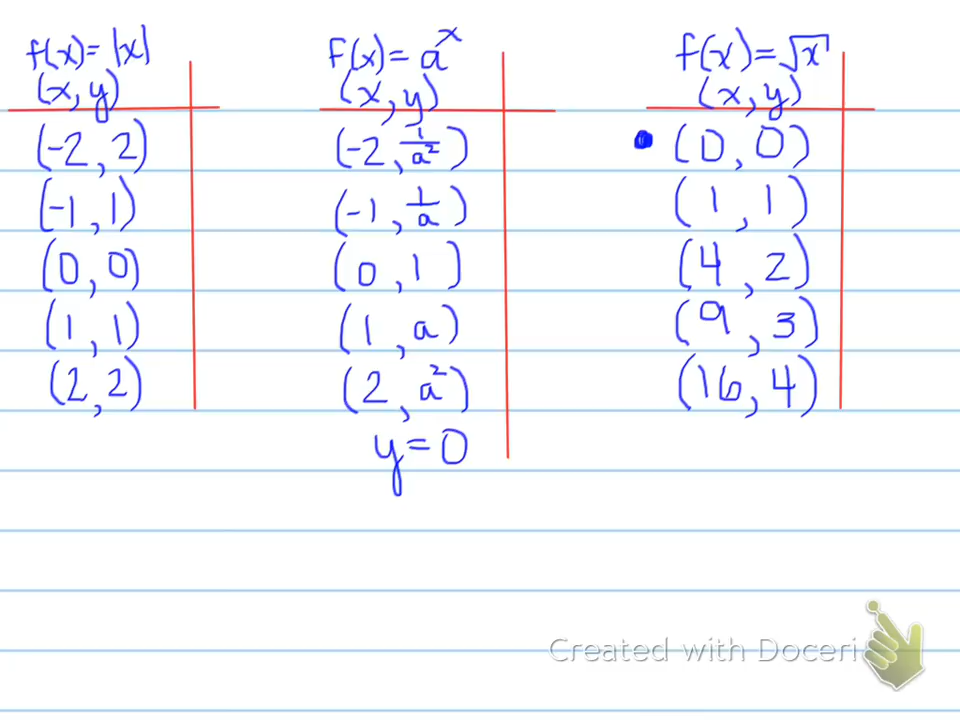 f(x) = |x|
(x, y)
(-2, 2)
(-1, 1)
(0, 0)
(1, 1)
(2, 2)
F(x) = a^x
(x, y)
(-2, 1/a²)
(-1, 1/a)
(0, 1)
(1, a)
(2, a²)
y = 0
f(x) = √x
(x, y)
(0, 0)
(1, 1)
(4, 2)
(9, 3)
(16, 4)
Created with Doceri